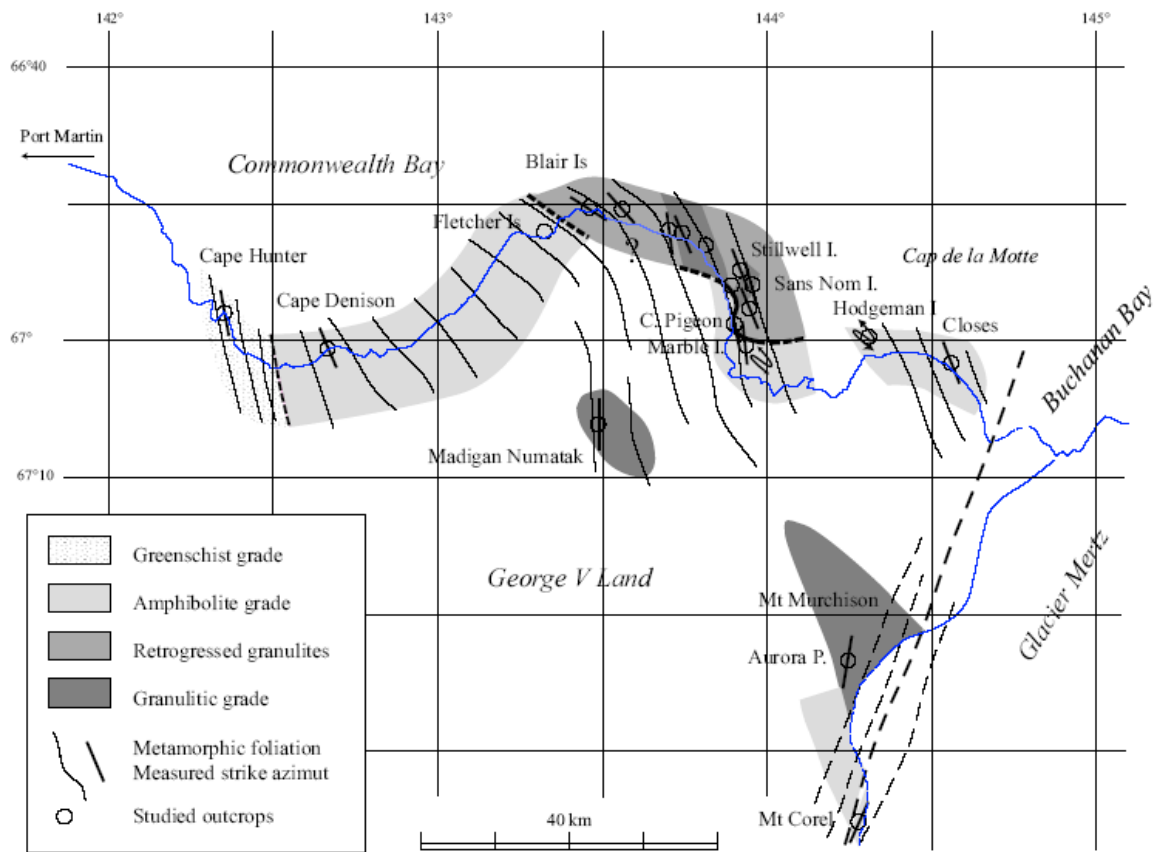 142°
143°
144°
145°
66°40
Port Martin
Commonwealth Bay
Blair Is
Fletcher Is
Cape Hunter
Stillwell I.
Cap de la Motte
Sans Nom I.
Cape Denison
Hodgeman I
C. Pigeon
Closes
67°
Marble I.
?
Buchanan Bay
Madigan Numatak
67°10
Greenschist grade
Amphibolite grade
Retrogressed granulites
Granulitic grade
Metamorphic foliation
Measured strike azimut
Studied outcrops
George V Land
Mt Murchison
Glacier Mertz
Aurora P.
Mt Corel
40 km